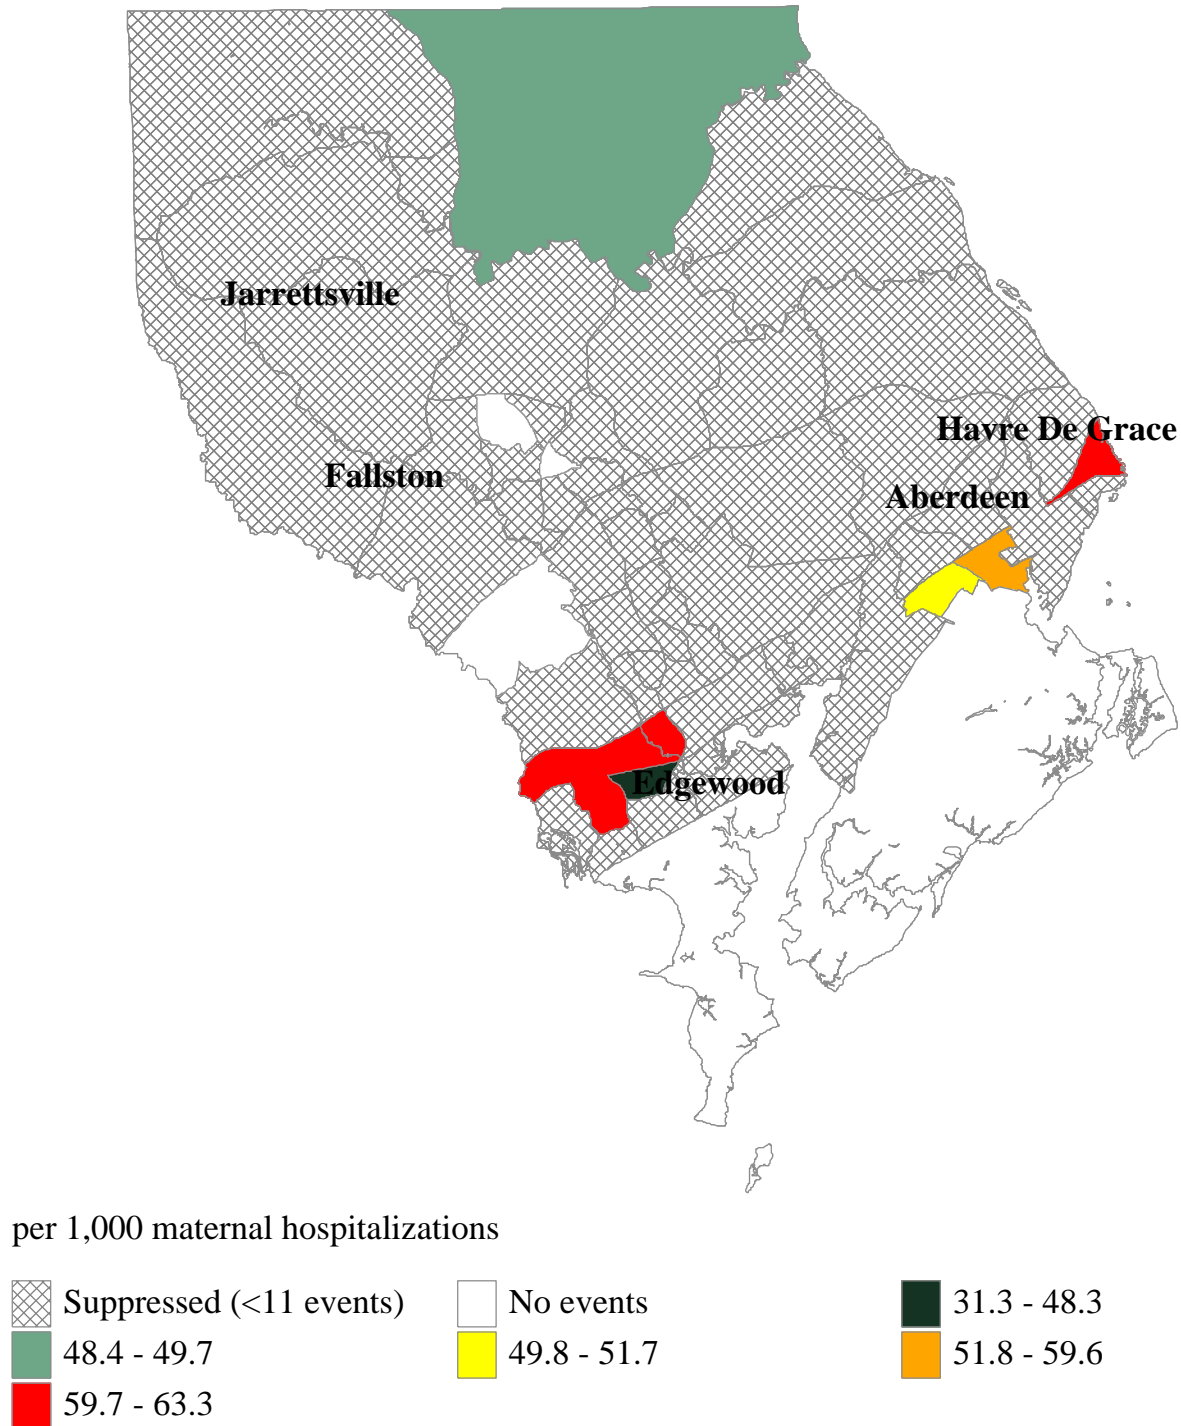 Jarrettsville
Havre De Grace
Fallston
Aberdeen
Edgewood
per 1,000 maternal hospitalizations
Suppressed (<11 events)
No events
31.3 - 48.3
48.4 - 49.7
49.8 - 51.7
51.8 - 59.6
59.7 - 63.3